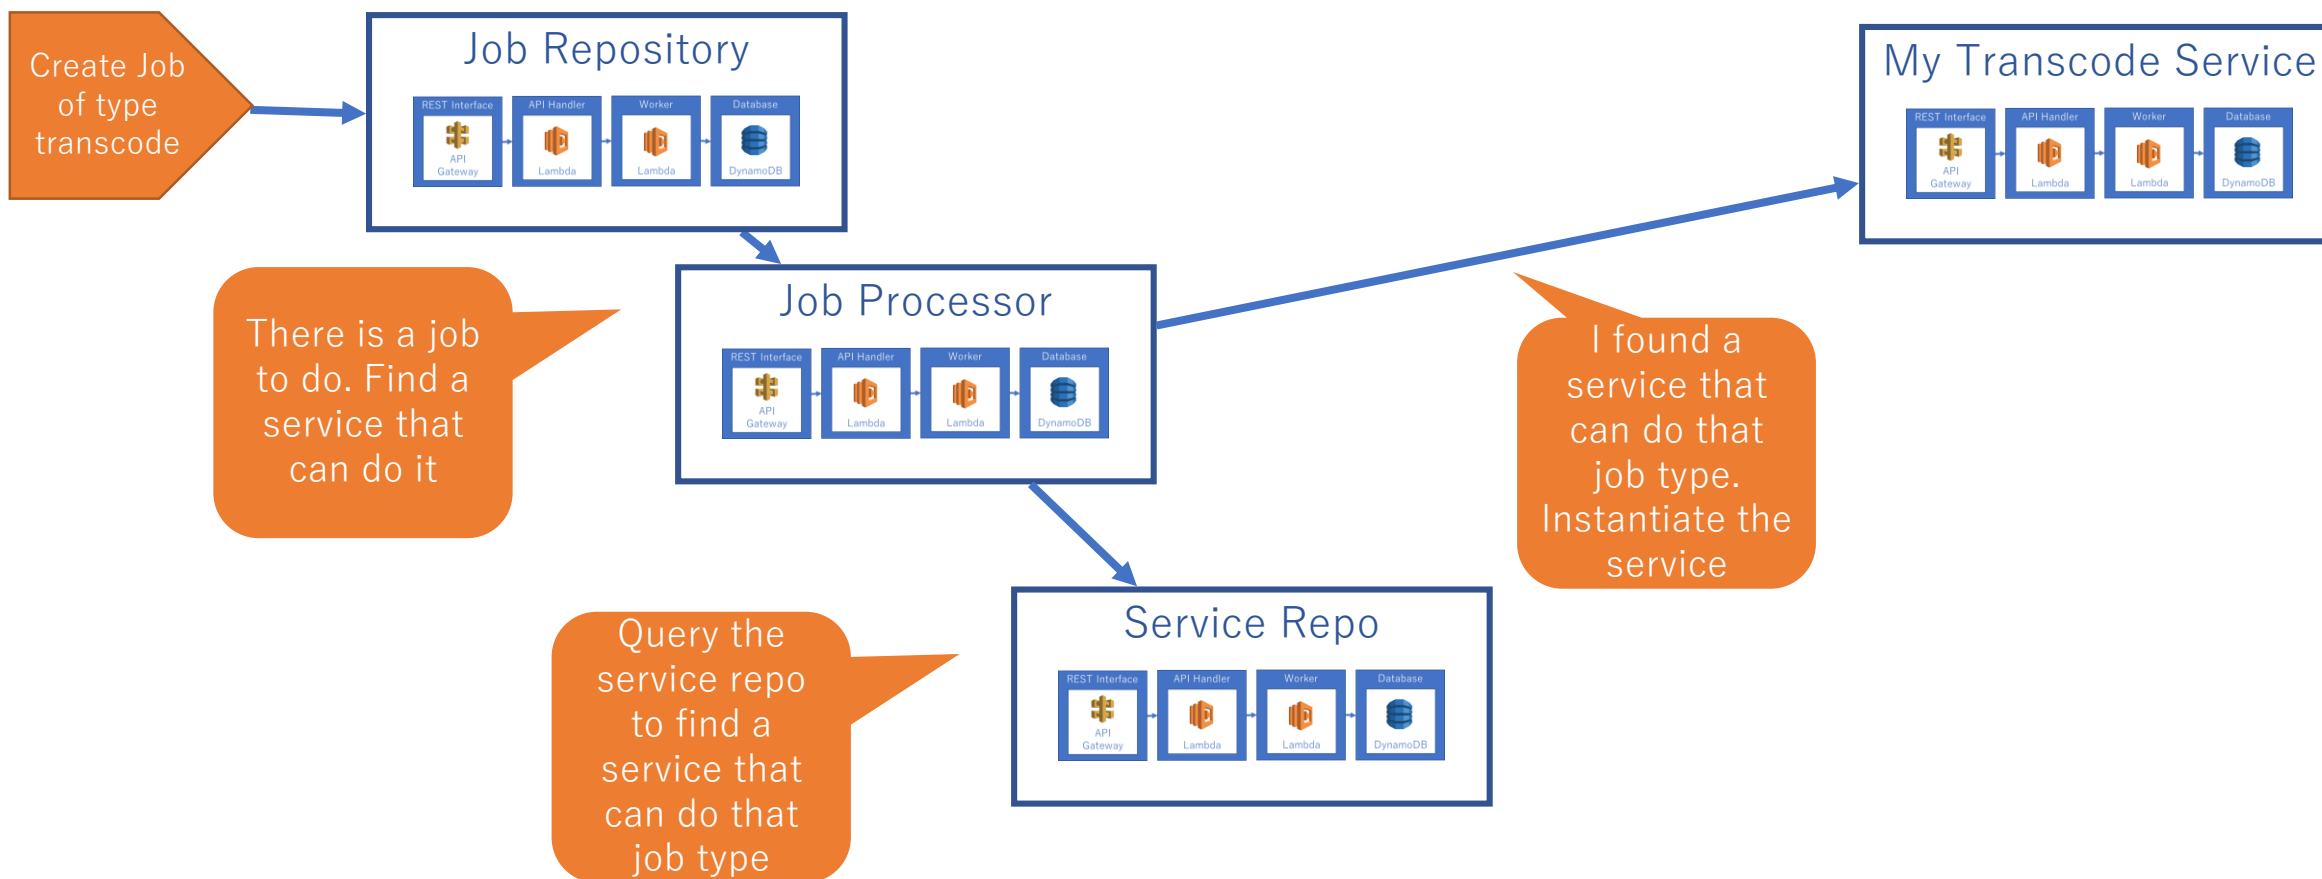 Create Job
of type
transcode
Job Repository
REST Interface
API Handler
Worker
Database
API
Gateway
Lambda
Lambda
DynamoDB
My Transcode Service
REST Interface
API Handler
Worker
Database
API
Gateway
Lambda
Lambda
DynamoDB
There is a job
to do. Find a
service that
can do it
Job Processor
REST Interface
API Handler
Worker
Database
API
Gateway
Lambda
Lambda
DynamoDB
I found a
service that
can do that
job type.
Instantiate the
service
Query the
service repo
to find a
service that
can do that
job type
Service Repo
REST Interface
API Handler
Worker
Database
API
Gateway
Lambda
Lambda
DynamoDB